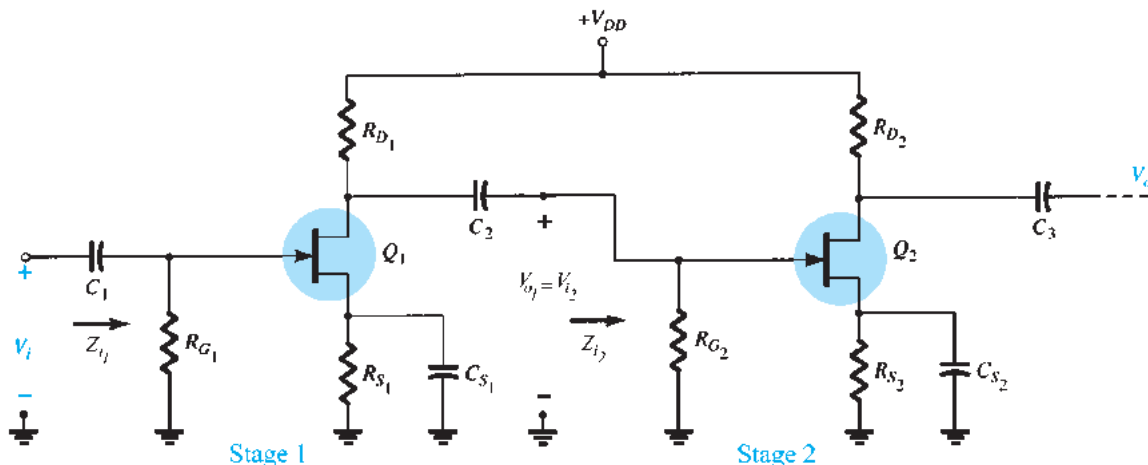 +V_DD
R_D1
R_D2
V_o
C_2
C_3
+
Q_1
Q_2
+
C_1
V_o1 = V_i2
Z_i1
R_G1
Z_i2
R_G2
V_i
R_S1
C_S1
R_S2
C_S2
−
−
Stage 1
Stage 2